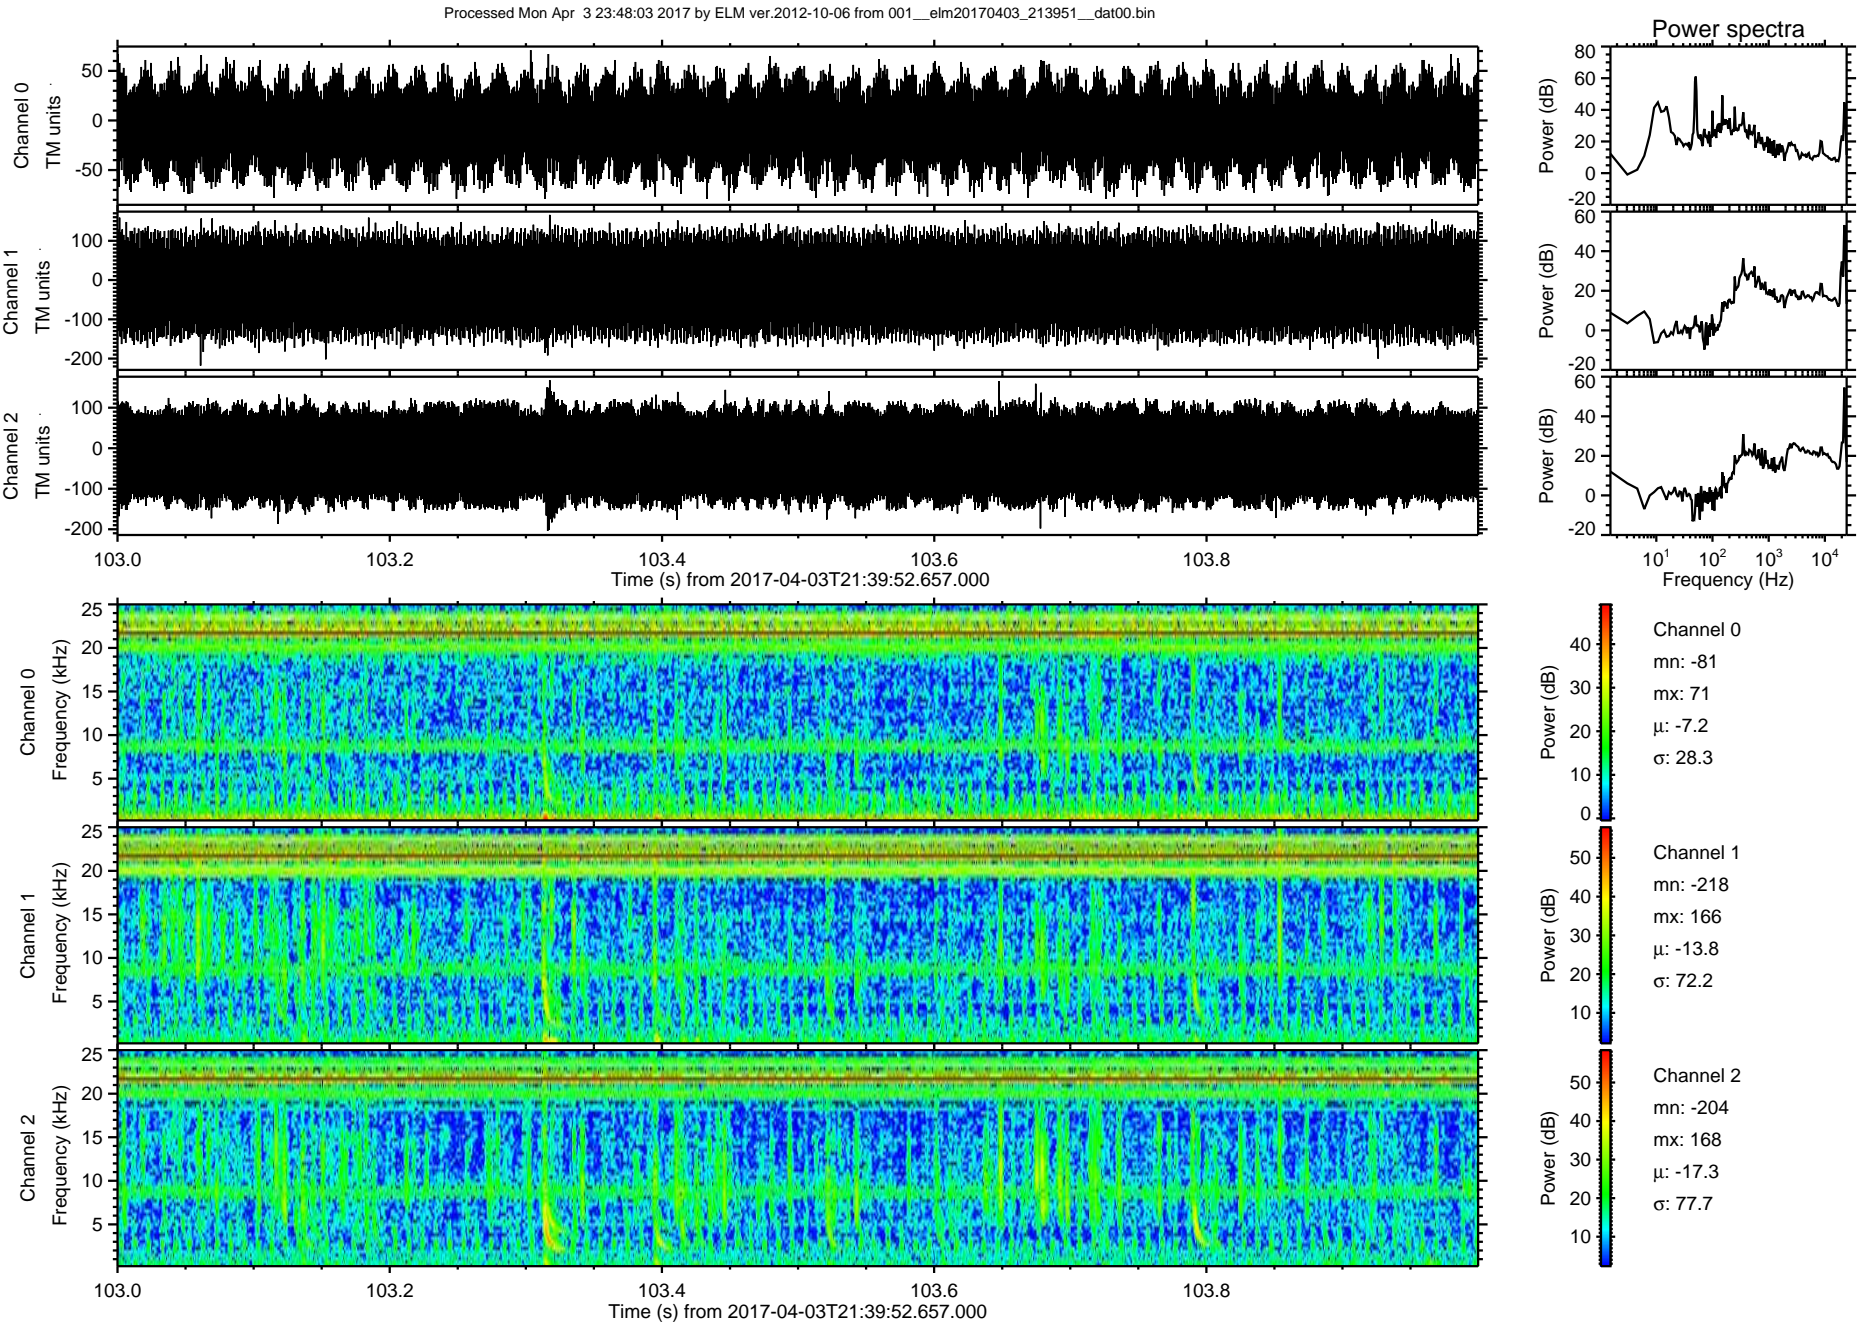 Processed Mon Apr  3 23:48:03 2017 by ELM ver.2012-10-06 from 001__elm20170403_213951__dat00.bin
Power spectra
Channel 0
TM units
50
0
-50
Power (dB)
80
60
40
20
0
-20
Channel 1
TM units
100
0
-100
-200
Power (dB)
60
40
20
0
-20
Channel 2
TM units
100
0
-100
-200
Power (dB)
60
40
20
0
-20
103.0 103.2 103.4 103.6 103.8
Time (s) from 2017-04-03T21:39:52.657.000
10^1 10^2 10^3 10^4
Frequency (Hz)
Channel 0
Frequency (kHz)
25
20
15
10
5
Power (dB)
40
30
20
10
0
Channel 0
mn: -81
mx: 71
μ: -7.2
σ: 28.3
Channel 1
Frequency (kHz)
25
20
15
10
5
Power (dB)
50
40
30
20
10
Channel 1
mn: -218
mx: 166
μ: -13.8
σ: 72.2
Channel 2
Frequency (kHz)
25
20
15
10
5
Power (dB)
50
40
30
20
10
Channel 2
mn: -204
mx: 168
μ: -17.3
σ: 77.7
103.0 103.2 103.4 103.6 103.8
Time (s) from 2017-04-03T21:39:52.657.000